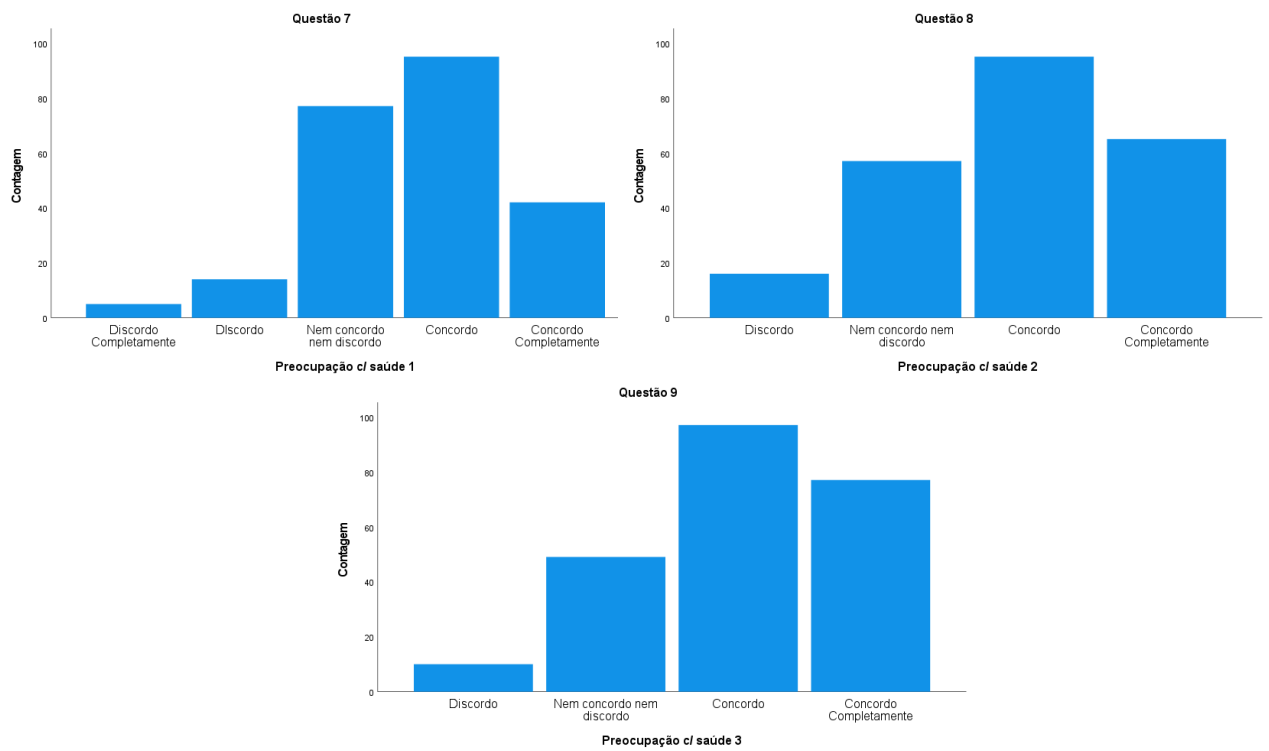 Questão 7
100
80
60
40
20
0
Contagem
Discordo
Completamente
DIscordo
Nem concordo
nem discordo
Concordo
Concordo
Completamente
Preocupação c/ saúde 1
Questão 8
100
80
60
40
20
0
Contagem
Discordo
Nem concordo nem
discordo
Concordo
Concordo
Completamente
Preocupação c/ saúde 2
Questão 9
100
80
60
40
20
0
Contagem
Discordo
Nem concordo nem
discordo
Concordo
Concordo
Completamente
Preocupação c/ saúde 3